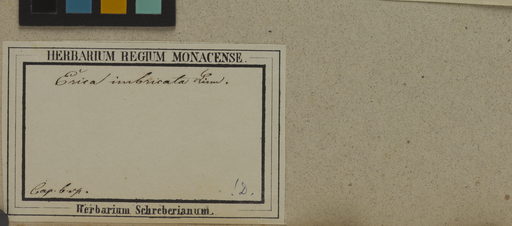 HERBARIUM REGIUM MONACENSE.
Erica imbricata Linn.
Cap. b. sp.
!D.
Herbarium Schreberianum.